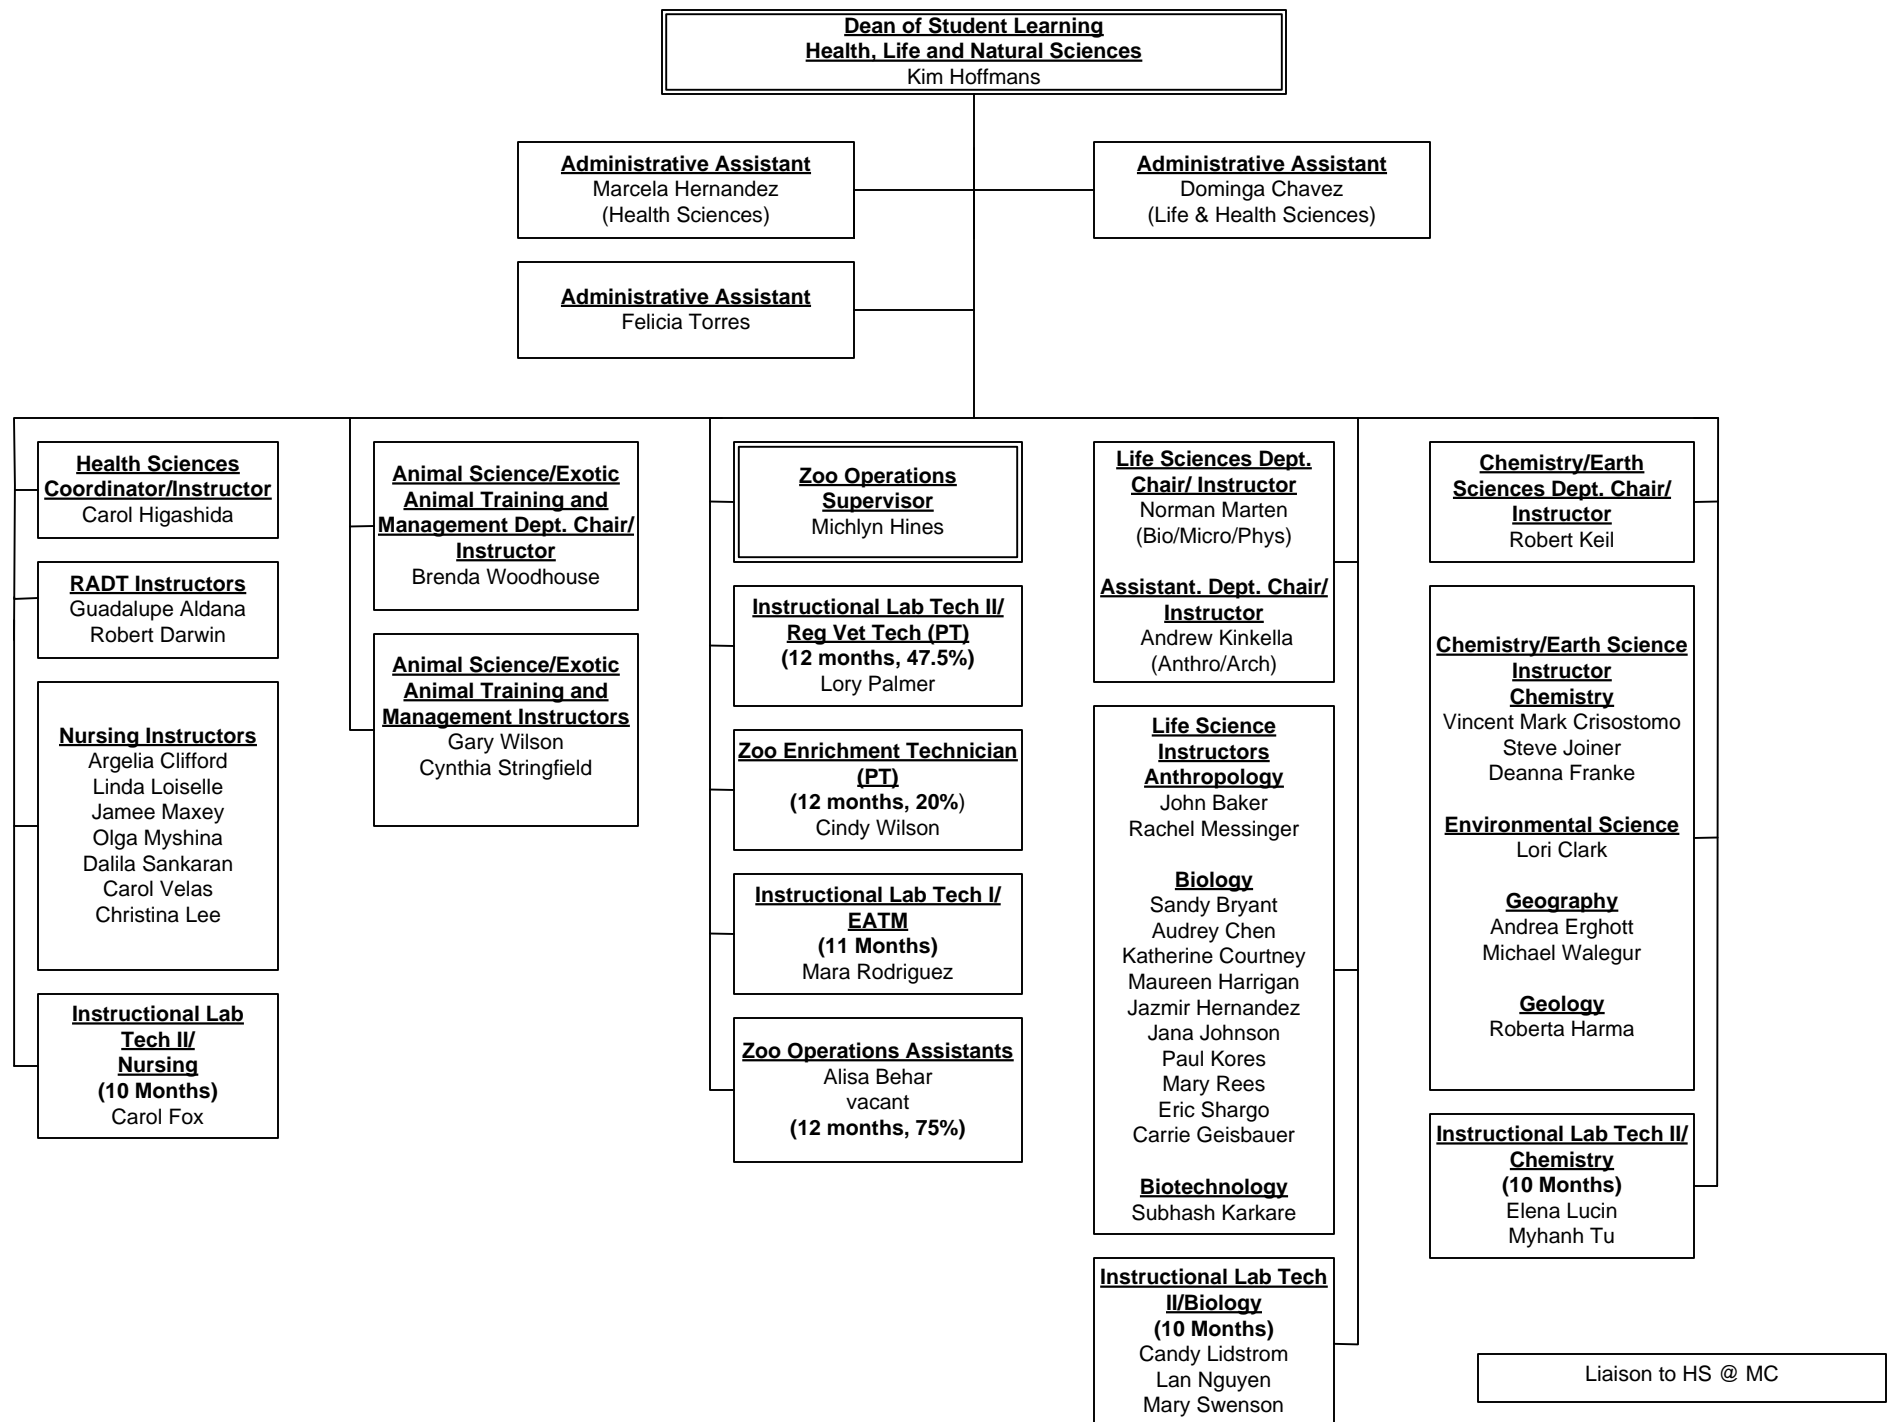 Dean of Student Learning
Health, Life and Natural Sciences
Kim Hoffmans
Administrative Assistant
Marcela Hernandez
(Health Sciences)
Administrative Assistant
Dominga Chavez
(Life & Health Sciences)
Administrative Assistant
Felicia Torres
Health Sciences
Coordinator/Instructor
Carol Higashida
RADT Instructors
Guadalupe Aldana
Robert Darwin
Nursing Instructors
Argelia Clifford
Linda Loiselle
Jamee Maxey
Olga Myshina
Dalila Sankaran
Carol Velas
Christina Lee
Instructional Lab
Tech II/
Nursing
(10 Months)
Carol Fox
Animal Science/Exotic
Animal Training and
Management Dept. Chair/
Instructor
Brenda Woodhouse
Animal Science/Exotic
Animal Training and
Management Instructors
Gary Wilson
Cynthia Stringfield
Zoo Operations
Supervisor
Michlyn Hines
Instructional Lab Tech II/
Reg Vet Tech (PT)
(12 months, 47.5%)
Lory Palmer
Zoo Enrichment Technician
(PT)
(12 months, 20%)
Cindy Wilson
Instructional Lab Tech I/
EATM
(11 Months)
Mara Rodriguez
Zoo Operations Assistants
Alisa Behar
vacant
(12 months, 75%)
Life Sciences Dept.
Chair/ Instructor
Norman Marten
(Bio/Micro/Phys)
Assistant. Dept. Chair/
Instructor
Andrew Kinkella
(Anthro/Arch)
Life Science
Instructors
Anthropology
John Baker
Rachel Messinger
Biology
Sandy Bryant
Audrey Chen
Katherine Courtney
Maureen Harrigan
Jazmir Hernandez
Jana Johnson
Paul Kores
Mary Rees
Eric Shargo
Carrie Geisbauer
Biotechnology
Subhash Karkare
Instructional Lab Tech
II/Biology
(10 Months)
Candy Lidstrom
Lan Nguyen
Mary Swenson
Chemistry/Earth
Sciences Dept. Chair/
Instructor
Robert Keil
Chemistry/Earth Science
Instructor
Chemistry
Vincent Mark Crisostomo
Steve Joiner
Deanna Franke
Environmental Science
Lori Clark
Geography
Andrea Erghott
Michael Walegur
Geology
Roberta Harma
Instructional Lab Tech II/
Chemistry
(10 Months)
Elena Lucin
Myhanh Tu
Liaison to HS @ MC